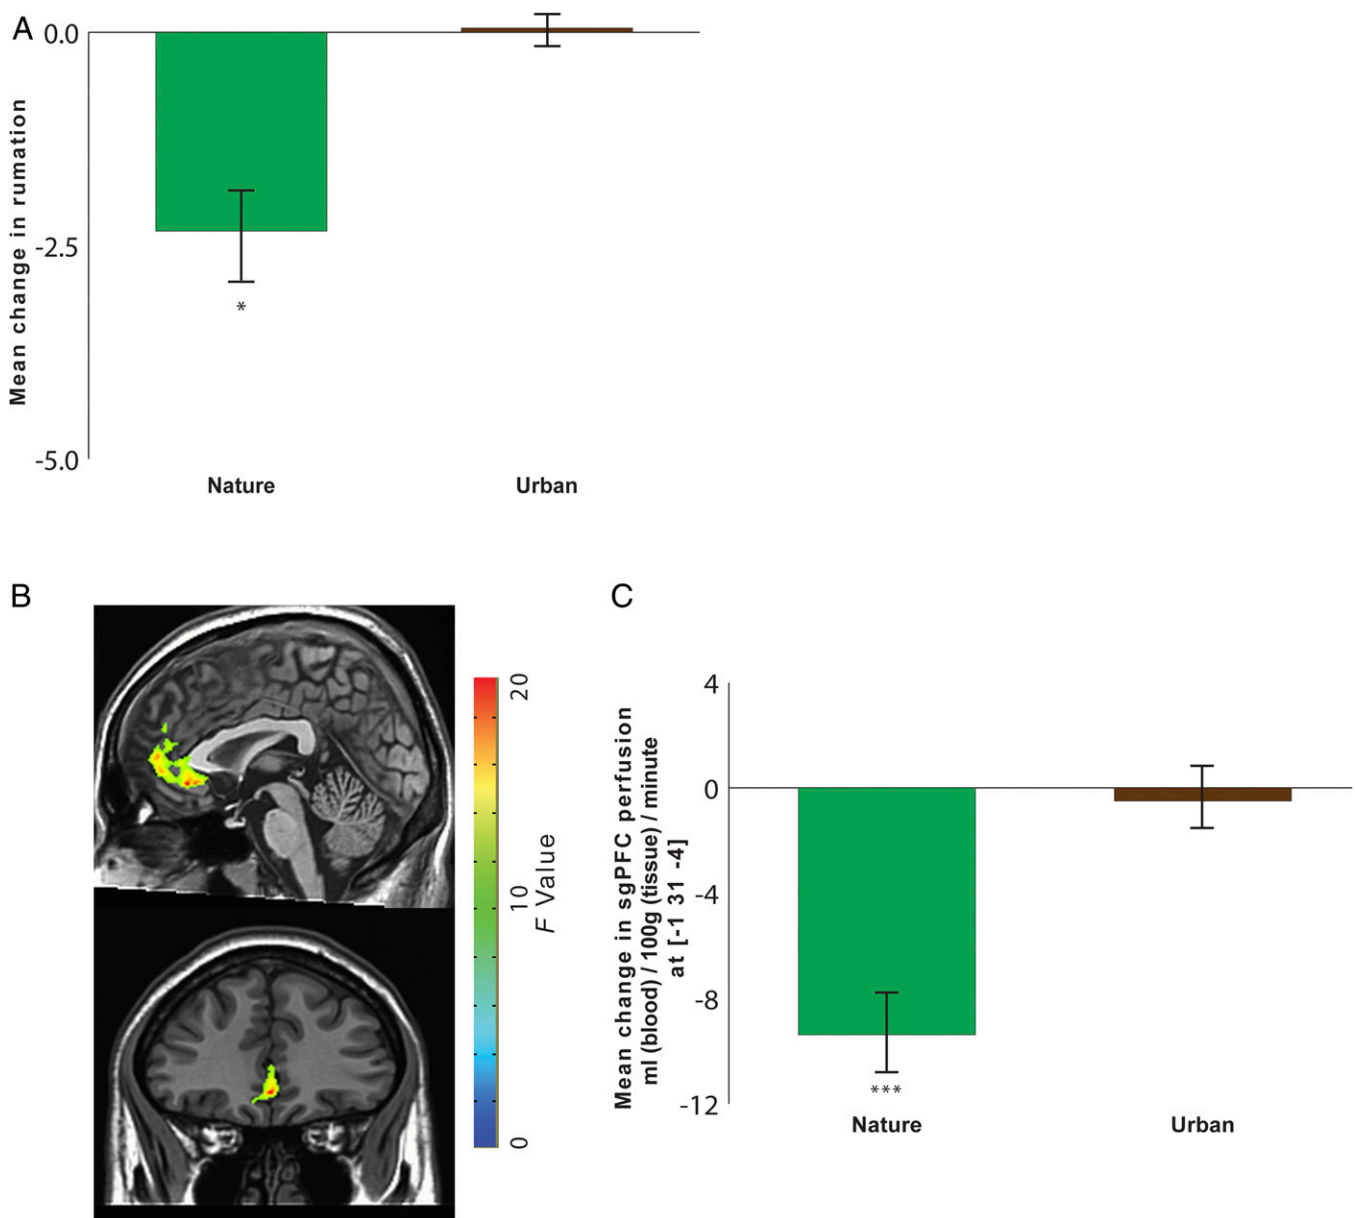 A
0.0
-2.5
-5.0
Mean change in rumation
*
Nature
Urban
B
20
10
0
F Value
C
4
0
-4
-8
-12
Mean change in sgPFC perfusion
ml (blood) / 100g (tissue) / minute
at [-1 31 -4]
***
Nature
Urban